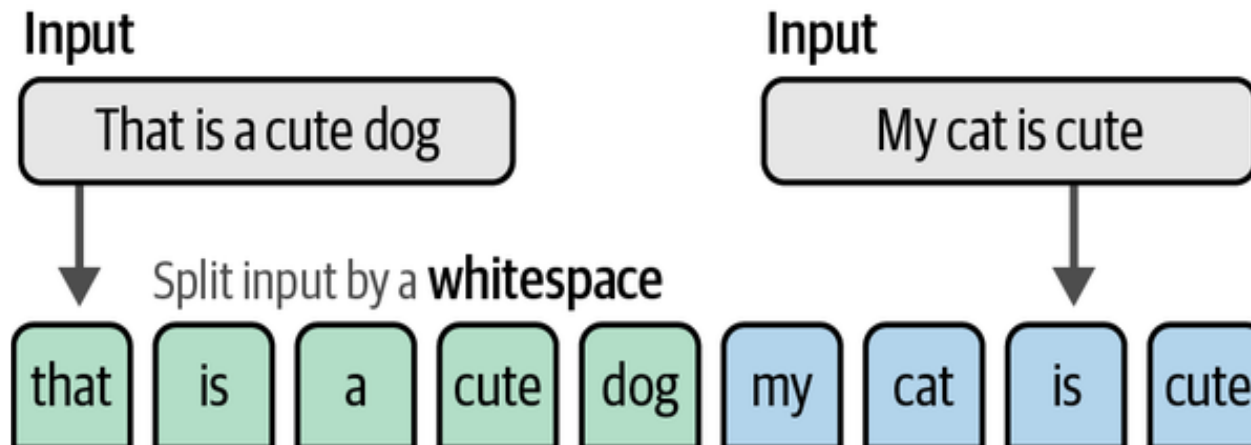 Input Input
That is a cute dog My cat is cute
Split input by a whitespace
that is a cute dog my cat is cute